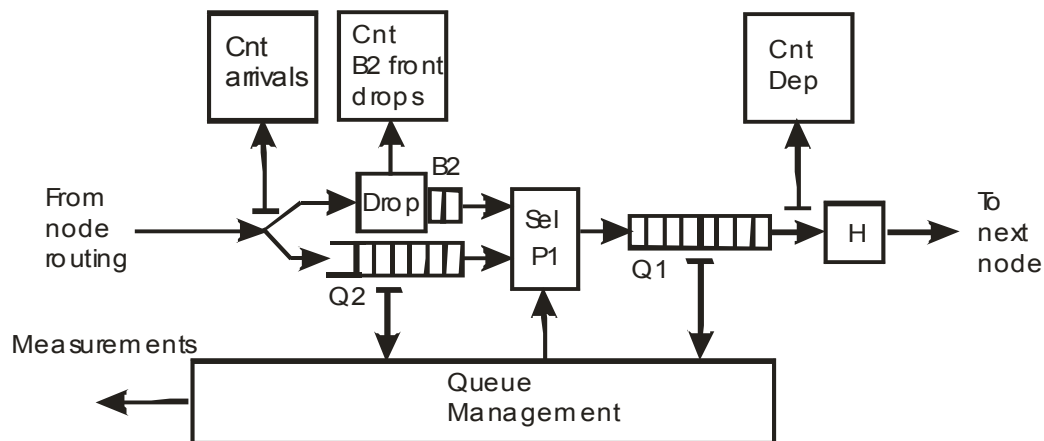 Cnt
arrivals
Cnt
B2 front
drops
Cnt
Dep
From
node
routing
Drop
B2
Sel
P1
Q2
Q1
H
To
next
node
Measurements
Queue
Management